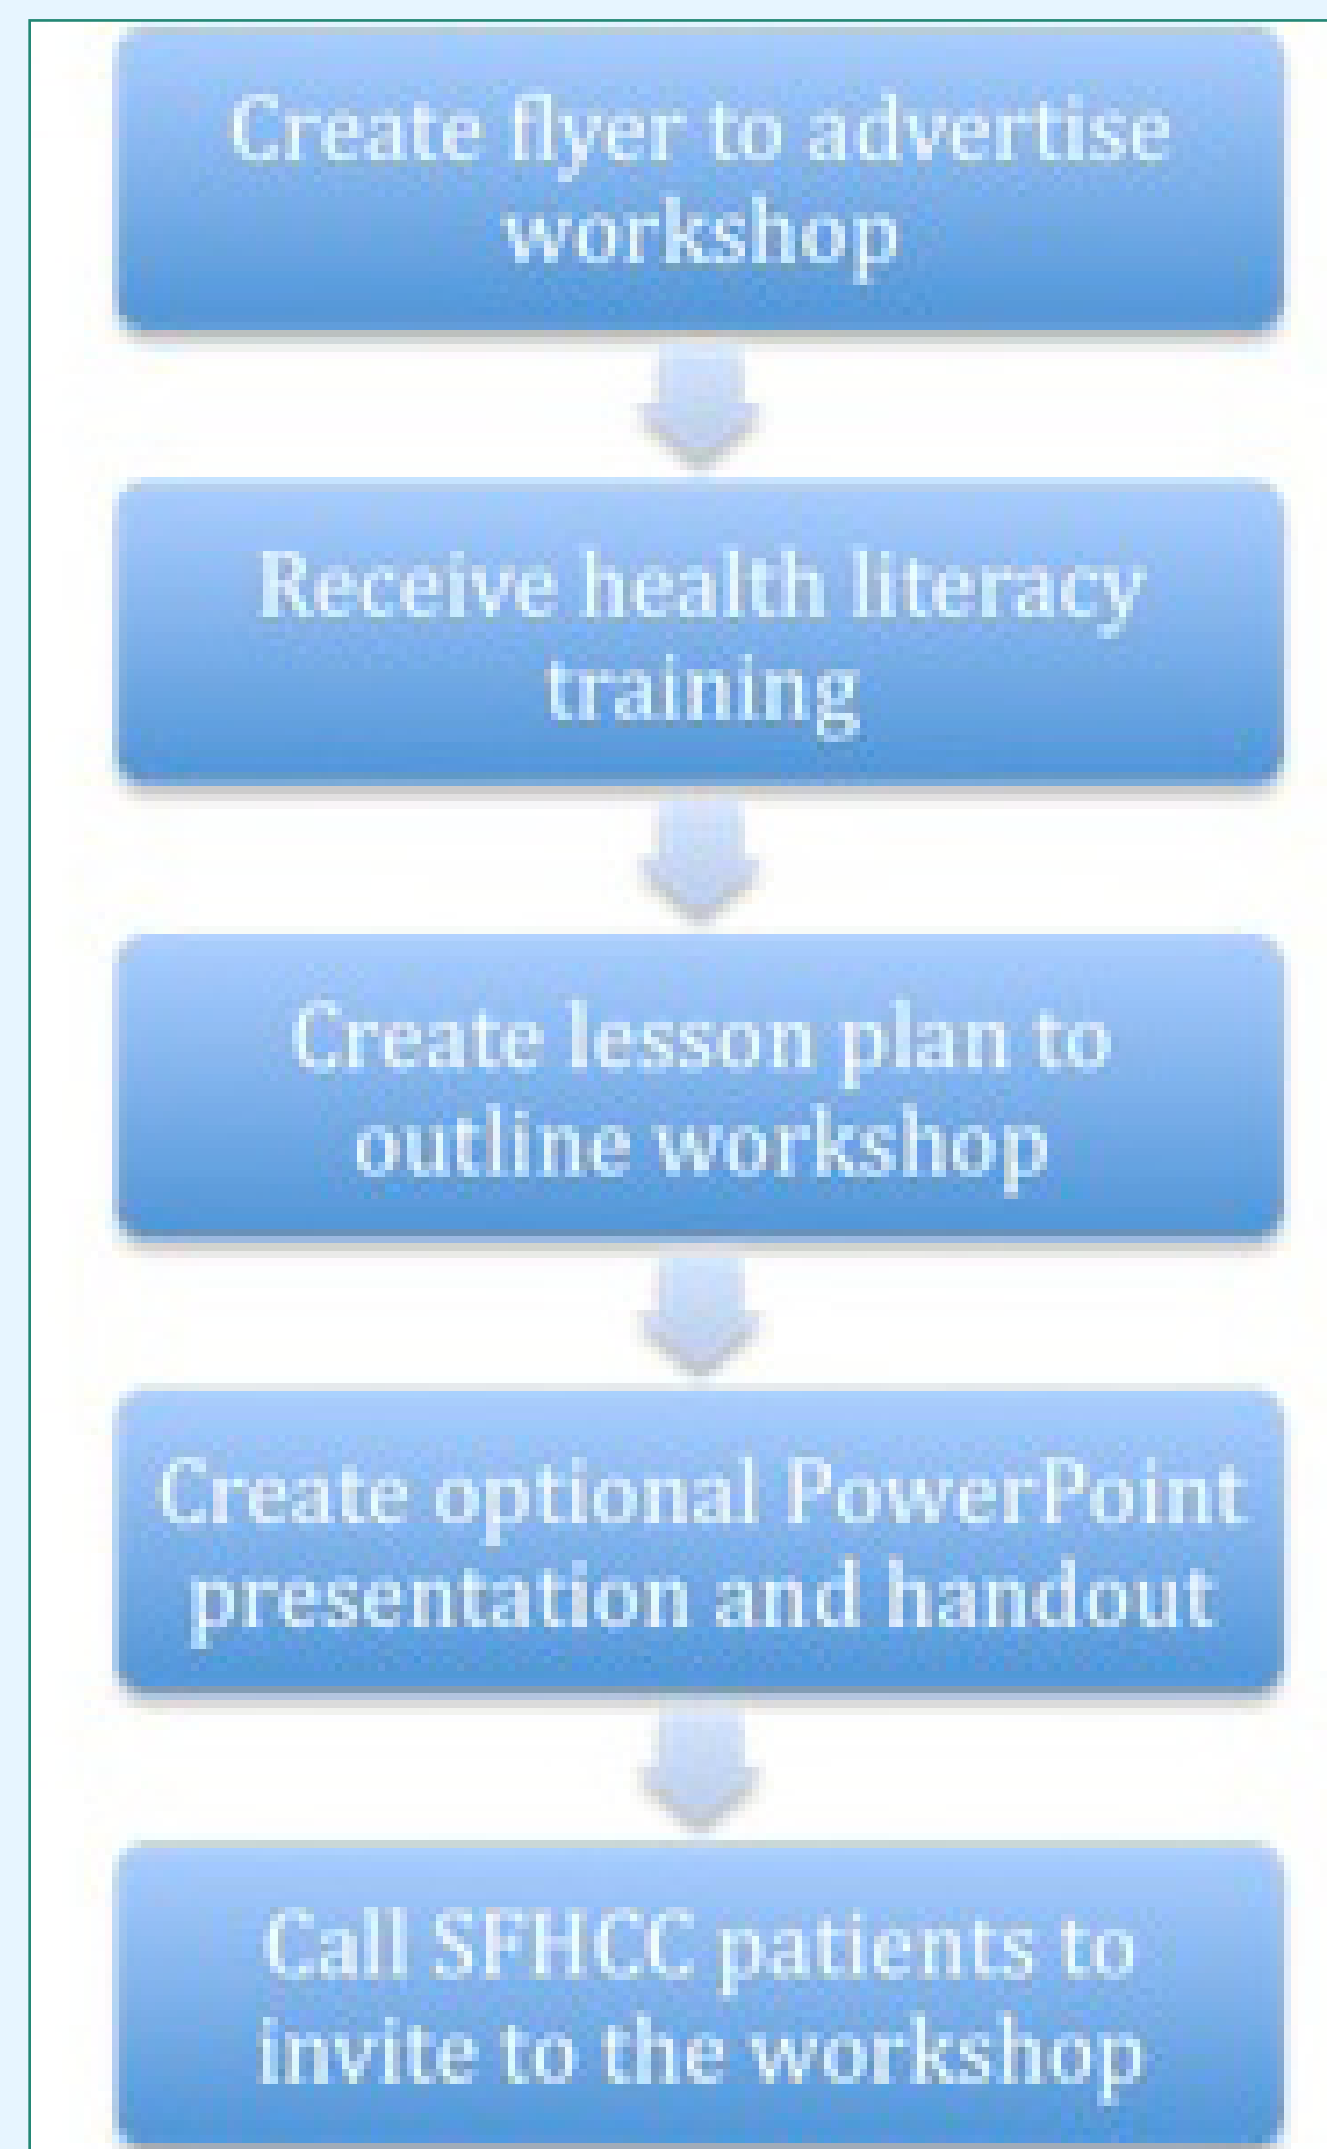 Create flyer to advertise
workshop
Receive health literacy
training
Create lesson plan to
outline workshop
Create optional PowerPoint
presentation and handout
Call SFHCC patients to
invite to the workshop